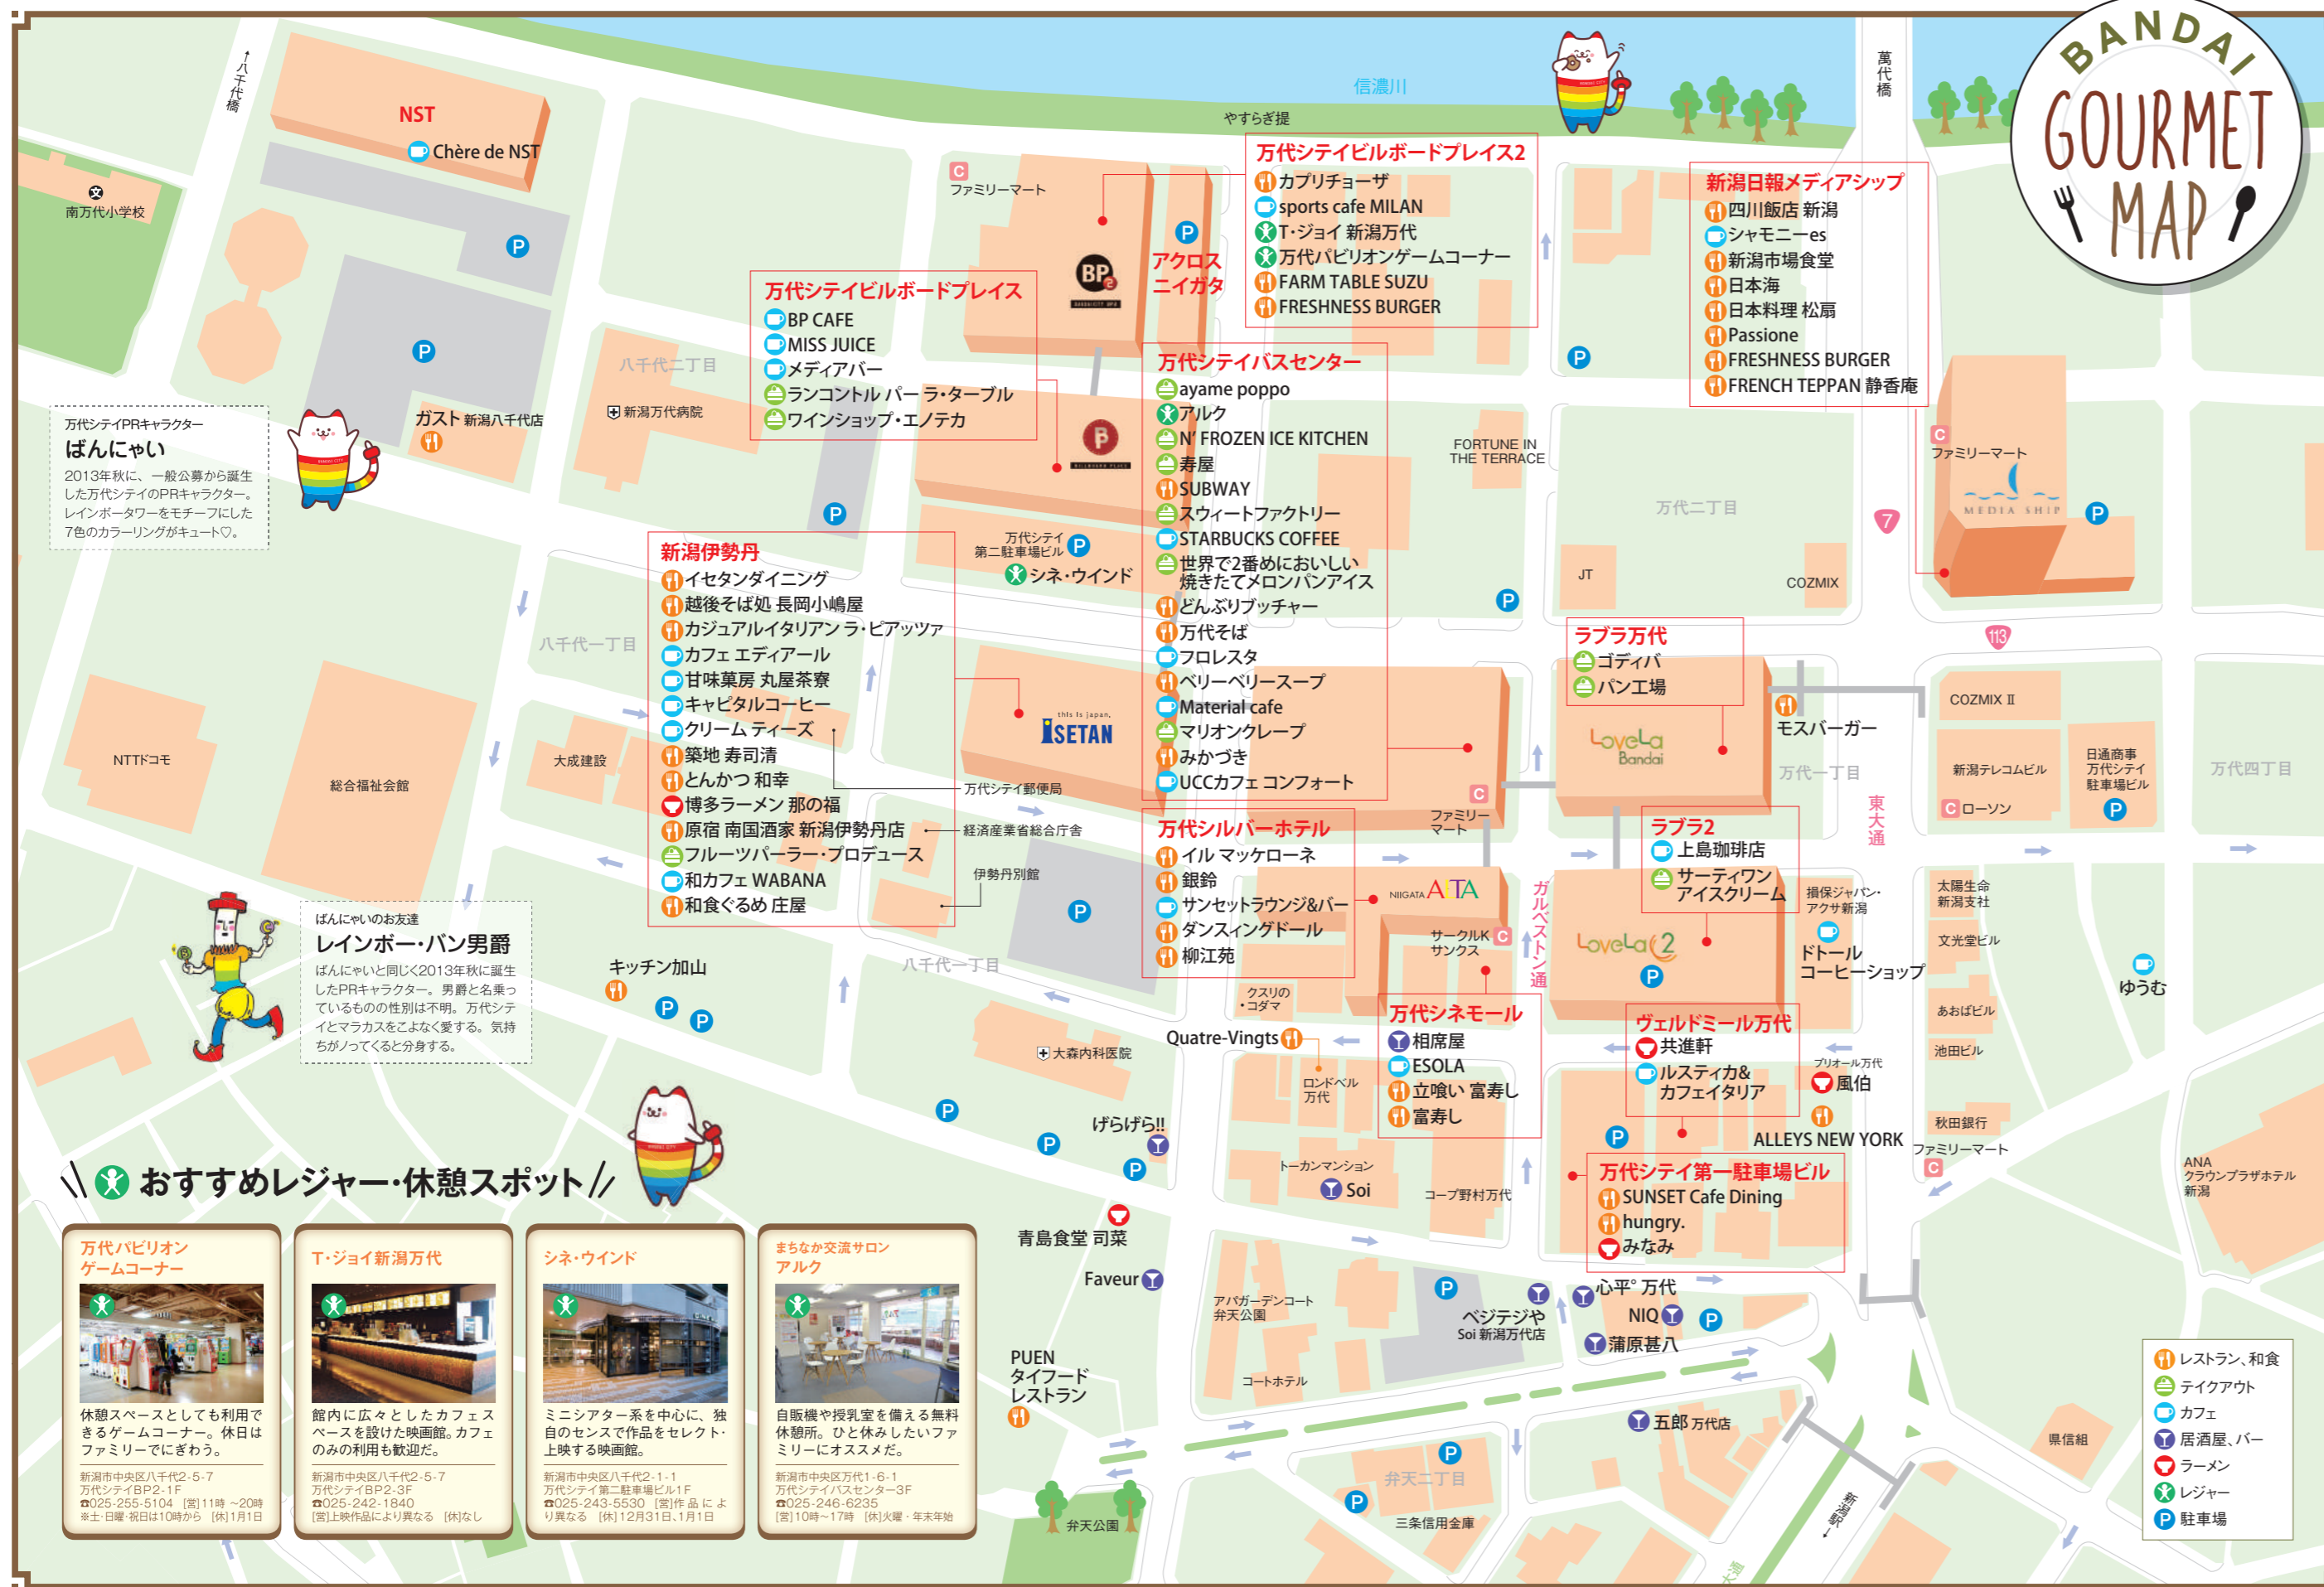 BANDAI
GOURMET
MAP
信濃川
やすらぎ提
萬代橋
←八千代橋
NST
Chère de NST
南万代小学校
C
ファミリーマート
P
アクロス
ニイガタ
BP2
万代シテイビルボードプレイス2
カプリチョーザ
sports cafe MILAN
T・ジョイ 新潟万代
万代パビリオンゲームコーナー
FARM TABLE SUZU
FRESHNESS BURGER
新潟日報メディアシップ
四川飯店 新潟
シャモニーes
新潟市場食堂
日本海
日本料理 松扇
Passione
FRESHNESS BURGER
FRENCH TEPPAN 静香庵
C
ファミリーマート
MEDIA SHIP
P
万代シテイビルボードプレイス
BP CAFE
MISS JUICE
メディアバー
ランコントル パー ラ・ターブル
ワインショップ・エノテカ
BILLBOARD PLACE
P
P
八千代二丁目
新潟万代病院
ガスト 新潟八千代店
P
万代シテイPRキャラクター
ばんにゃい
2013年秋に、一般公募から誕生
した万代シテイのPRキャラクター。
レインボータワーをモチーフにした
7色のカラーリングがキュート♡。
万代シテイ
第二駐車場ビル
P
シネ・ウインド
万代シテイバスセンター
ayame poppo
アルク
N' FROZEN ICE KITCHEN
寿屋
SUBWAY
スウィートファクトリー
STARBUCKS COFFEE
世界で2番めにおいしい
焼きたてメロンパンアイス
どんぶりブッチャー
万代そば
フロレスタ
ベリーベリースープ
Material cafe
マリオンクレープ
みかづき
UCCカフェ コンフォート
FORTUNE IN
THE TERRACE
P
P
万代二丁目
7
JT
COZMIX
113
新潟伊勢丹
イセタンダイニング
越後そば処 長岡小嶋屋
カジュアルイタリアン ラ・ピアッツァ
カフェ エディアール
甘味菓房 丸屋茶寮
キャピタルコーヒー
クリーム ティーズ
築地 寿司清
とんかつ 和幸
博多ラーメン 那の福
原宿 南国酒家 新潟伊勢丹店
フルーツパーラー・プロデュース
和カフェ WABANA
和食ぐるめ 庄屋
this is japan.
ISETAN
八千代一丁目
NTTドコモ
総合福祉会館
大成建設
万代シテイ郵便局
経済産業省総合庁舎
伊勢丹別館
P
八千代一丁目
ラブラ万代
ゴディバ
パン工場
LoveLa
Bandai
モスバーガー
万代一丁目
COZMIX II
新潟テレコムビル
C ローソン
日通商事
万代シテイ
駐車場ビル
P
万代四丁目
C
ファミリー
マート
東大通
万代シルバーホテル
イル マッケローネ
銀鈴
サンセットラウンジ&バー
ダンスィングドール
柳江苑
NIIGATA ALTA
サークルK
サンクス
C
ガルベストン通
ラブラ2
上島珈琲店
サーティワン
アイスクリーム
LoveLa2
P
損保ジャパン・
アクサ新潟
ドトール
コーヒーショップ
太陽生命
新潟支社
文光堂ビル
あおばビル
池田ビル
秋田銀行
ファミリーマート
C
ゆうむ
ばんにゃいのお友達
レインボー・バン男爵
ばんにゃいと同じく2013年秋に誕生
したPRキャラクター。男爵と名乗っ
ているものの性別は不明。万代シテ
イとマラカスをこよなく愛する。気持
ちがノッてくると分身する。
キッチン加山
P
P
クスリの
・コダマ
Quatre-Vingts
ロンドベル
万代
大森内科医院
万代シネモール
相席屋
ESOLA
立喰い 富寿し
富寿し
ヴェルドミール万代
共進軒
ルスティカ&
カフェイタリア
プリオール万代
風伯
ALLEYS NEW YORK
P
P
げらげら!!
P
P
トーカンマンション
Soi
コープ野村万代
万代シテイ第一駐車場ビル
SUNSET Cafe Dining
hungry.
みなみ
ANA
クラウンプラザホテル
新潟
青島食堂 司菜
Faveur
アパガーデンコート
弁天公園
P
ベジテジや
Soi 新潟万代店
心平° 万代
NIQ
P
蒲原甚八
PUEN
タイフード
レストラン
コートホテル
五郎 万代店
P
弁天二丁目
P
三条信用金庫
弁天公園
新潟駅→
大通
県信組
おすすめレジャー・休憩スポット
万代パビリオン
ゲームコーナー
休憩スペースとしても利用で
きるゲームコーナー。休日は
ファミリーでにぎわう。
新潟市中央区八千代2-5-7
万代シテイBP2-1F
☎025-255-5104 [営]11時 ～20時
※土・日曜・祝日は10時から [休]1月1日
T・ジョイ新潟万代
館内に広々としたカフェス
ペースを設けた映画館。カフェ
のみの利用も歓迎だ。
新潟市中央区八千代2-5-7
万代シテイBP2-3F
☎025-242-1840
[営]上映作品により異なる [休]なし
シネ・ウインド
ミニシアター系を中心に、独
自のセンスで作品をセレクト・
上映する映画館。
新潟市中央区八千代2-1-1
万代シテイ第二駐車場ビル1F
☎025-243-5530 [営]作品によ
り異なる [休]12月31日、1月1日
まちなか交流サロン
アルク
自販機や授乳室を備える無料
休憩所。ひと休みしたいファ
ミリーにオススメだ。
新潟市中央区万代1-6-1
万代シテイバスセンター3F
☎025-246-6235
[営]10時～17時 [休]火曜・年末年始
レストラン、和食
テイクアウト
カフェ
居酒屋、バー
ラーメン
レジャー
P 駐車場